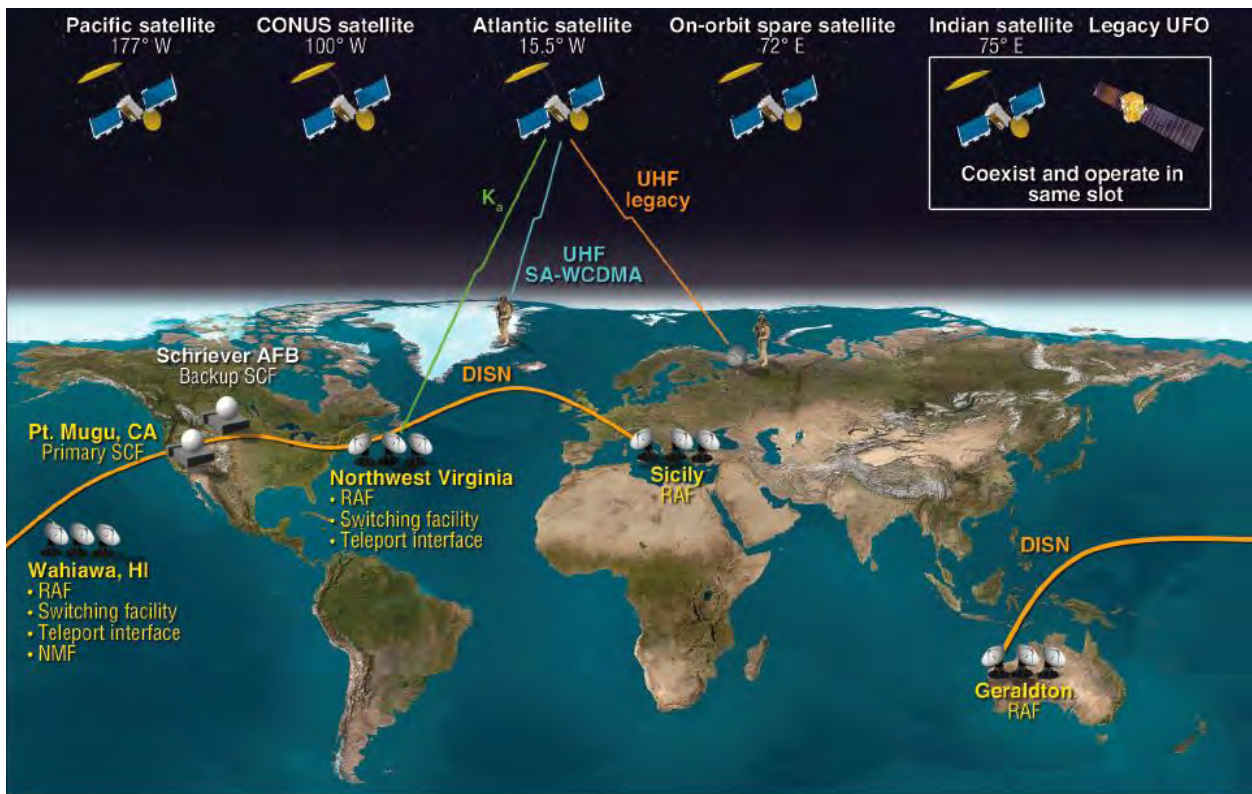 Pacific satellite
177° W
CONUS satellite
100° W
Atlantic satellite
15.5° W
On-orbit spare satellite
72° E
Indian satellite
75° E
Legacy UFO
Coexist and operate in
same slot
Ka
UHF
SA-WCDMA
UHF
legacy
Schriever AFB
Backup SCF
DISN
Pt. Mugu, CA
Primary SCF
Northwest Virginia
• RAF
• Switching facility
• Teleport interface
Sicily
RAF
Wahiawa, HI
• RAF
• Switching facility
• Teleport interface
• NMF
DISN
Geraldton
RAF